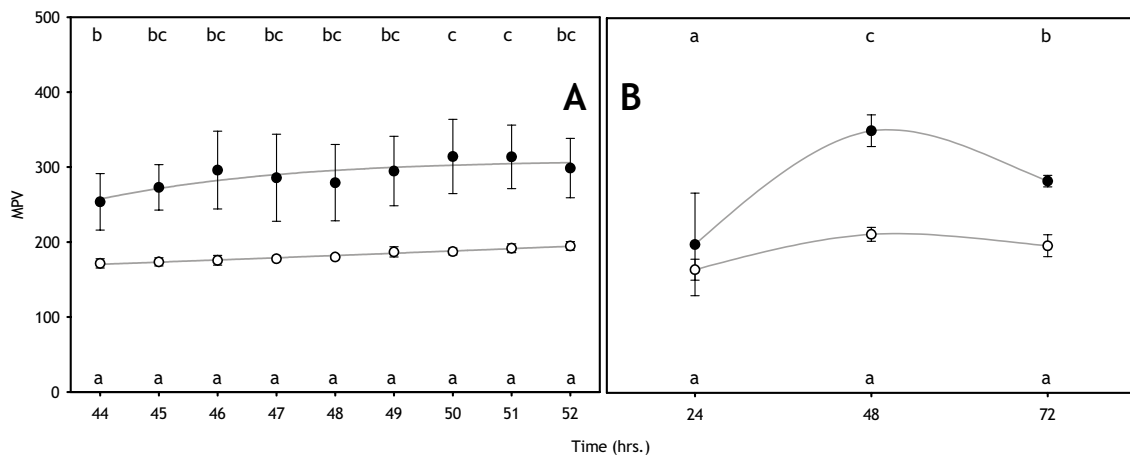 500
400
300
200
100
0
MPV
b bc bc bc bc bc c c bc
A
a a a a a a a a a
44 45 46 47 48 49 50 51 52
a c b
B
a a a
24 48 72
Time (hrs.)